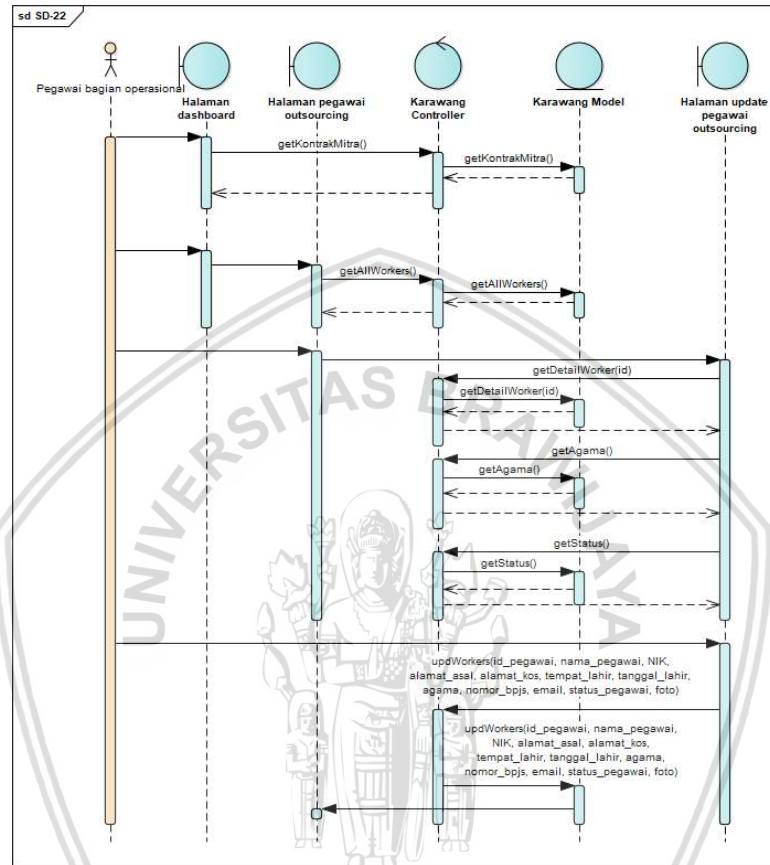 sd SD-22
Pegawai bagian operasional
Halaman
dashboard
Halaman pegawai
outsourcing
Karawang
Controller
Karawang Model
Halaman update
pegawai
outsourcing
getKontrakMitra()
getKontrakMitra()
getAllWorkers()
getAllWorkers()
getDetailWorker(id)
getDetailWorker(id)
getAgama()
getAgama()
getStatus()
getStatus()
updWorkers(id_pegawai, nama_pegawai, NIK,
alamat_asal, alamat_kos, tempat_lahir, tanggal_lahir,
agama, nomor_bpjs, email, status_pegawai, foto)
updWorkers(id_pegawai, nama_pegawai,
NIK, alamat_asal, alamat_kos,
tempat_lahir, tanggal_lahir, agama,
nomor_bpjs, email, status_pegawai, foto)
UNIVERSITAS BRAWIJAYA